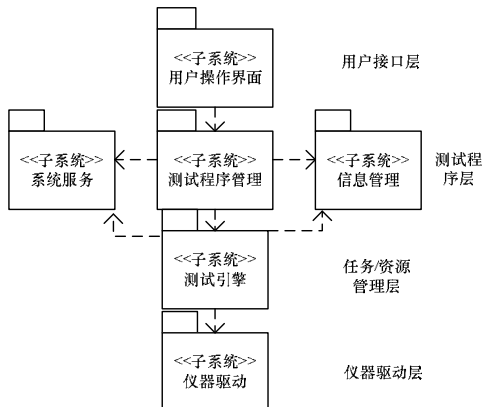 <<子系统>>
用户操作界面
用户接口层
<<子系统>>
系统服务
<<子系统>>
测试程序管理
<<子系统>>
信息管理
测试程
序层
<<子系统>>
测试引擎
任务/资源
管理层
<<子系统>>
仪器驱动
仪器驱动层